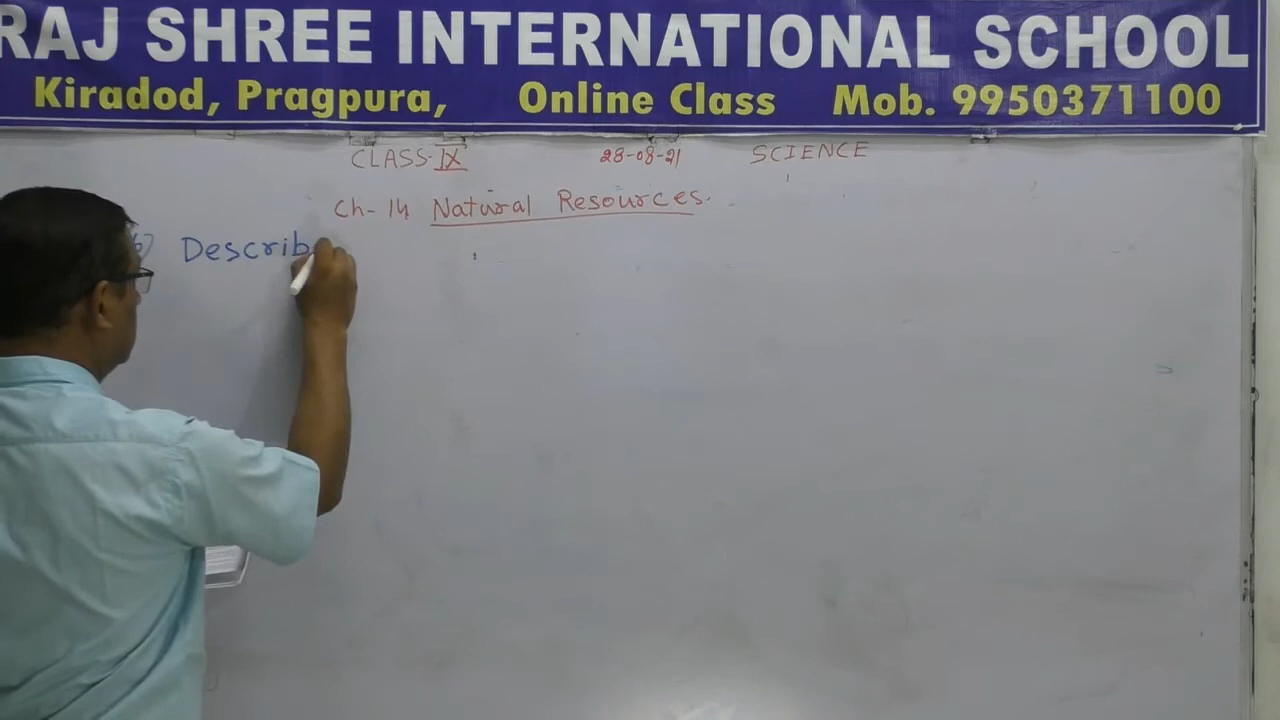 RAJ SHREE INTERNATIONAL SCHOOL
Kiradod, Pragpura, Online Class Mob. 9950371100
CLASS-IX 28-08-21 SCIENCE
Ch-14 Natural Resources.
6) Describ